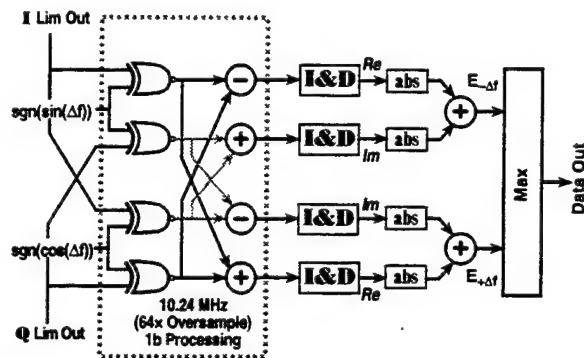 I Lim Out
sgn(sin(Δf))
sgn(cos(Δf))
Q Lim Out
−
+
−
+
10.24 MHz
(64x Oversample)
1b Processing
I&D
Re
abs
I&D
Im
abs
I&D
Im
abs
I&D
Re
abs
+
E−Δf
+
E+Δf
Max
Data Out